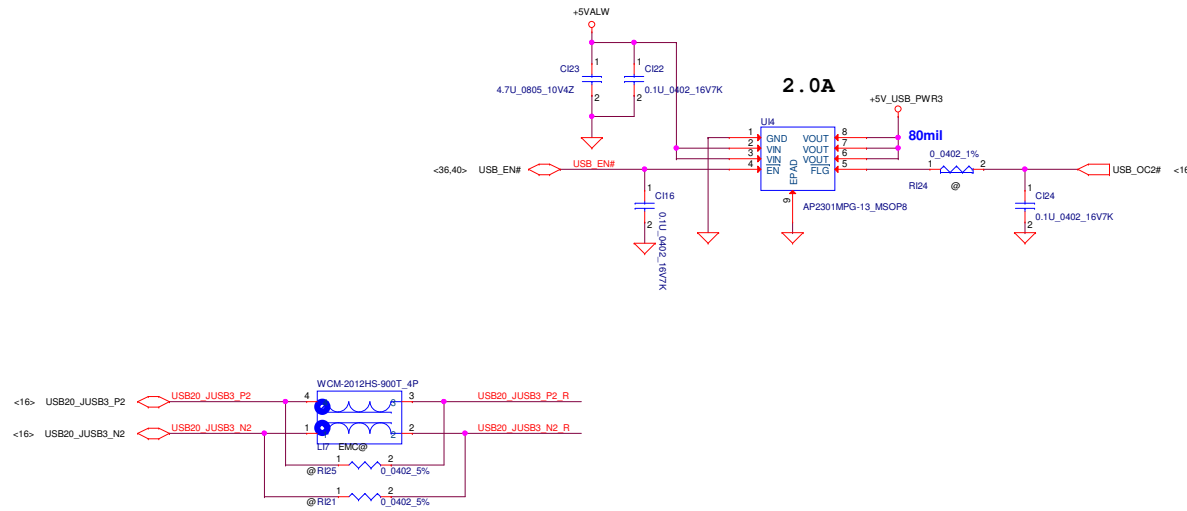 +5VALW
1
CI23
4.7U_0805_10V4Z
2
1
CI22
0.1U_0402_16V7K
2
2.0A
+5V_USB_PWR3
80mil
UI4
1 GND VOUT 8
2 VIN VOUT 7
3 VIN VOUT 6
4 EN FLG 5
EPAD
9
AP2301MPG-13_MSOP8
<36,40> USB_EN# USB_EN#
1
CI16
2
0.1U_0402_16V7K
0_0402_1%
1 2
RI24 @
USB_OC2# <16
1
CI24
0.1U_0402_16V7K
2
WCM-2012HS-900T_4P
<16> USB20_JUSB3_P2 USB20_JUSB3_P2 4 3 3 USB20_JUSB3_P2_R
<16> USB20_JUSB3_N2 USB20_JUSB3_N2 1 2 2 USB20_JUSB3_N2_R
LI7 EMC@
1 2
@ RI25 0_0402_5%
1 2
@ RI21 0_0402_5%